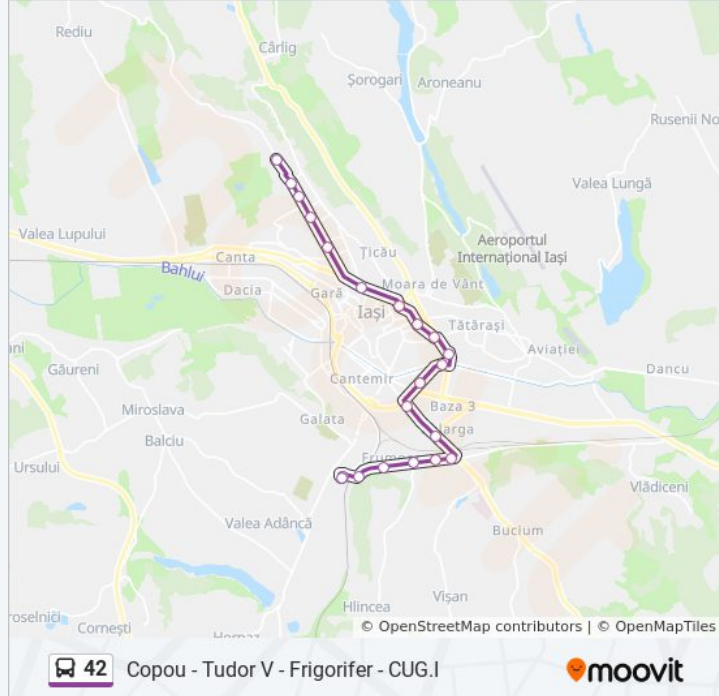 Rediu
Cârlig
Șorogari
Aroneanu
Rusenii No
Valea Lungă
Valea Lupului
Țicău
Aeroportul
Internațional Iași
Canta
Bahlui
Moara de Vânt
Dacia
Gară
Iași
Tătărași
ani
Aviației
Găureni
Dancu
Cantemir
Miroslava
Baza 3
Galata
Balciu
Ursului
Vlădiceni
Valea Adâncă
Bucium
Hlincea
Vișan
roselnici
Cornești
© OpenStreetMap contributors | © OpenMapTiles
42 Copou - Tudor V - Frigorifer - CUG.I
moovit